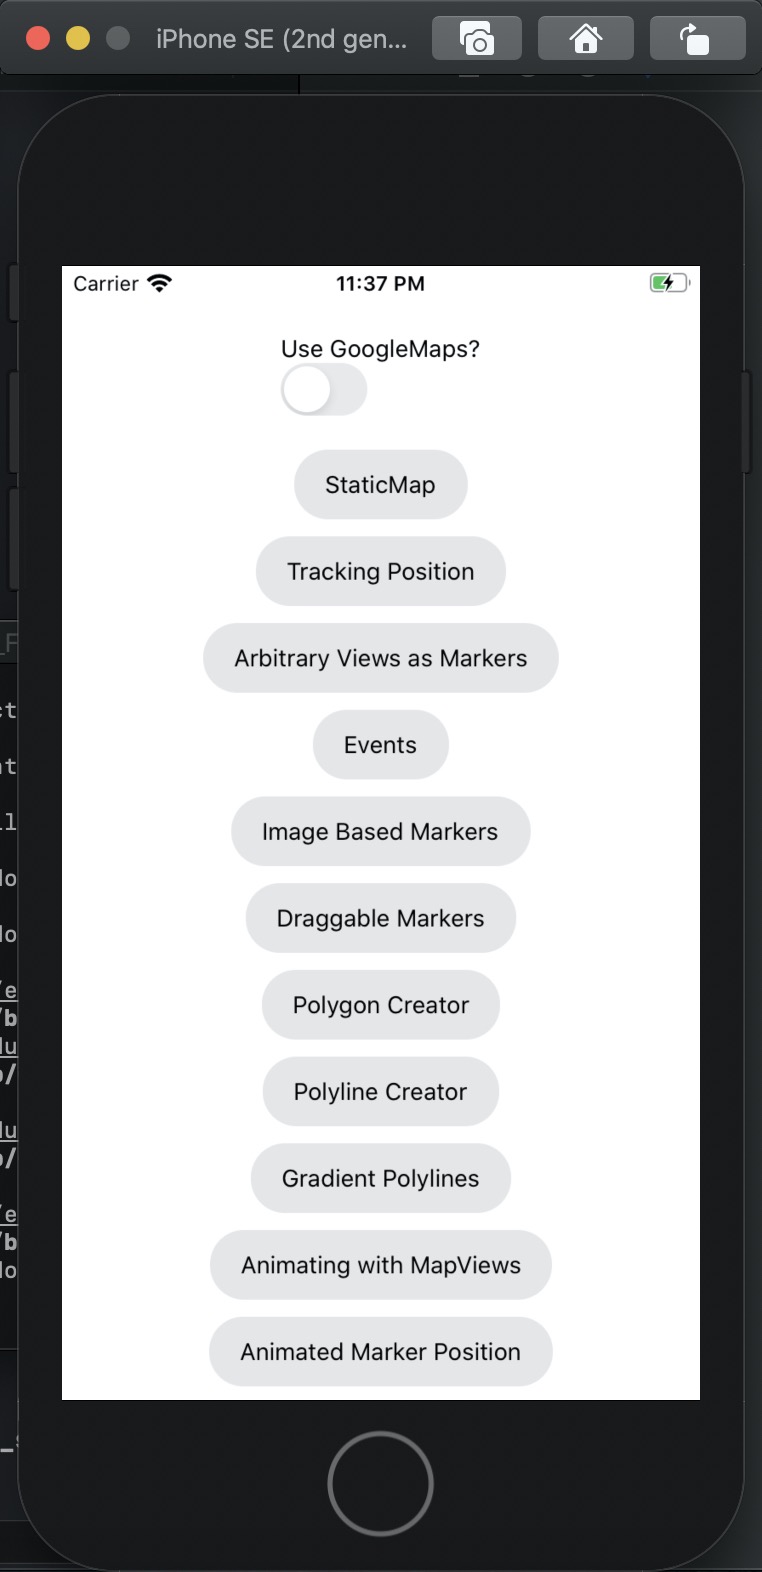 iPhone SE (2nd gen...
Carrier
11:37 PM
Use GoogleMaps?
StaticMap
Tracking Position
Arbitrary Views as Markers
Events
Image Based Markers
Draggable Markers
Polygon Creator
Polyline Creator
Gradient Polylines
Animating with MapViews
Animated Marker Position